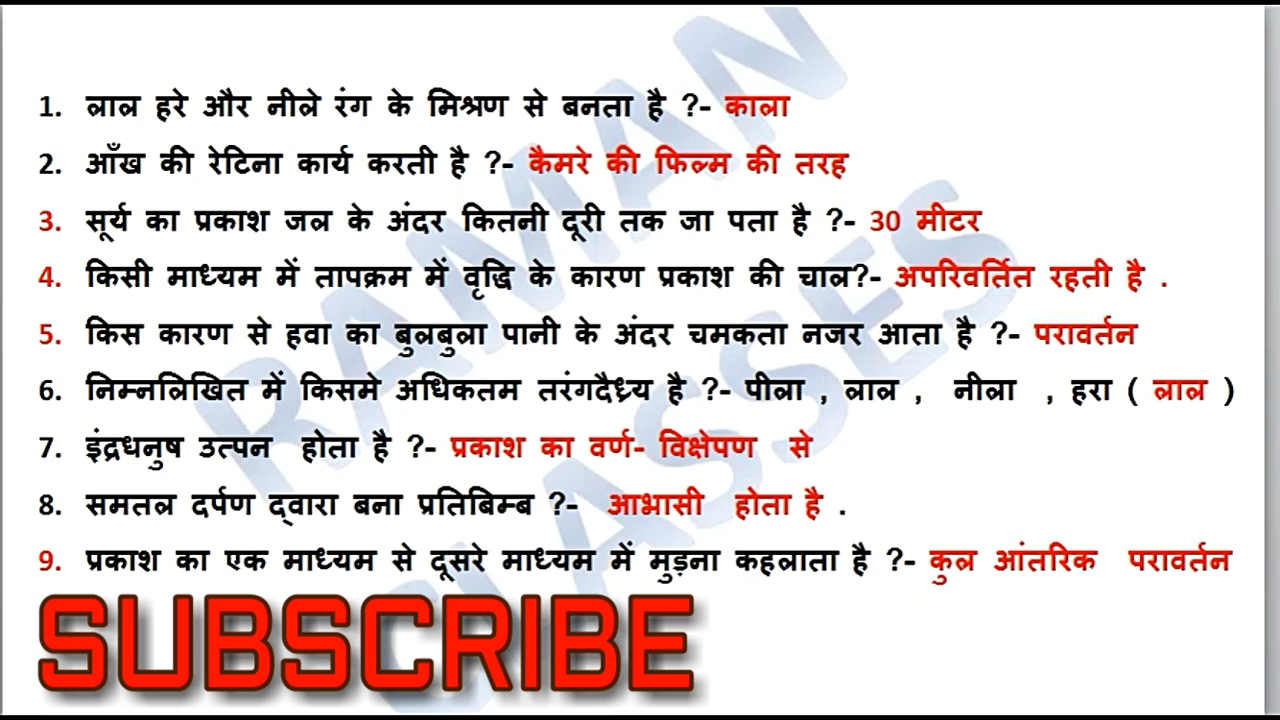 1. लाल हरे और नीले रंग के मिश्रण से बनता है ?- काला
2. आँख की रेटिना कार्य करती है ?- कैमरे की फिल्म की तरह
3. सूर्य का प्रकाश जल के अंदर कितनी दूरी तक जा पता है ?- 30 मीटर
4. किसी माध्यम में तापक्रम में वृद्धि के कारण प्रकाश की चाल?- अपरिवर्तित रहती है .
5. किस कारण से हवा का बुलबुला पानी के अंदर चमकता नजर आता है ?- परावर्तन
6. निम्नलिखित में किसमे अधिकतम तरंगदैध्र्य है ?- पीला , लाल , नीला , हरा ( लाल )
7. इंद्रधनुष उत्पन होता है ?- प्रकाश का वर्ण- विक्षेपण से
8. समतल दर्पण द्वारा बना प्रतिबिम्ब ?- आभासी होता है .
9. प्रकाश का एक माध्यम से दूसरे माध्यम में मुड़ना कहलाता है ?- कुल आंतरिक परावर्तन
SUBSCRIBE
RAMAN
CLASSES